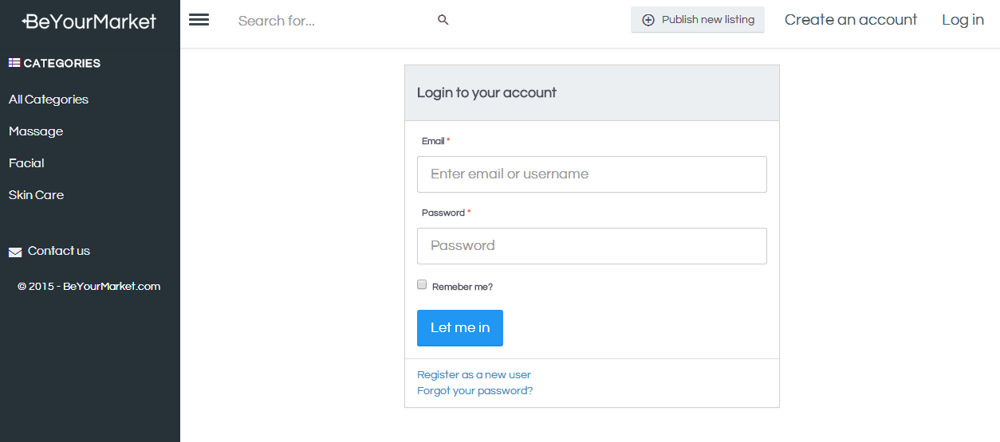 BeYourMarket
Search for...
Publish new listing
Create an account
Log in
CATEGORIES
All Categories
Massage
Facial
Skin Care
Contact us
© 2015 - BeYourMarket.com
Login to your account
Email *
Enter email or username
Password *
Password
Remeber me?
Let me in
Register as a new user
Forgot your password?